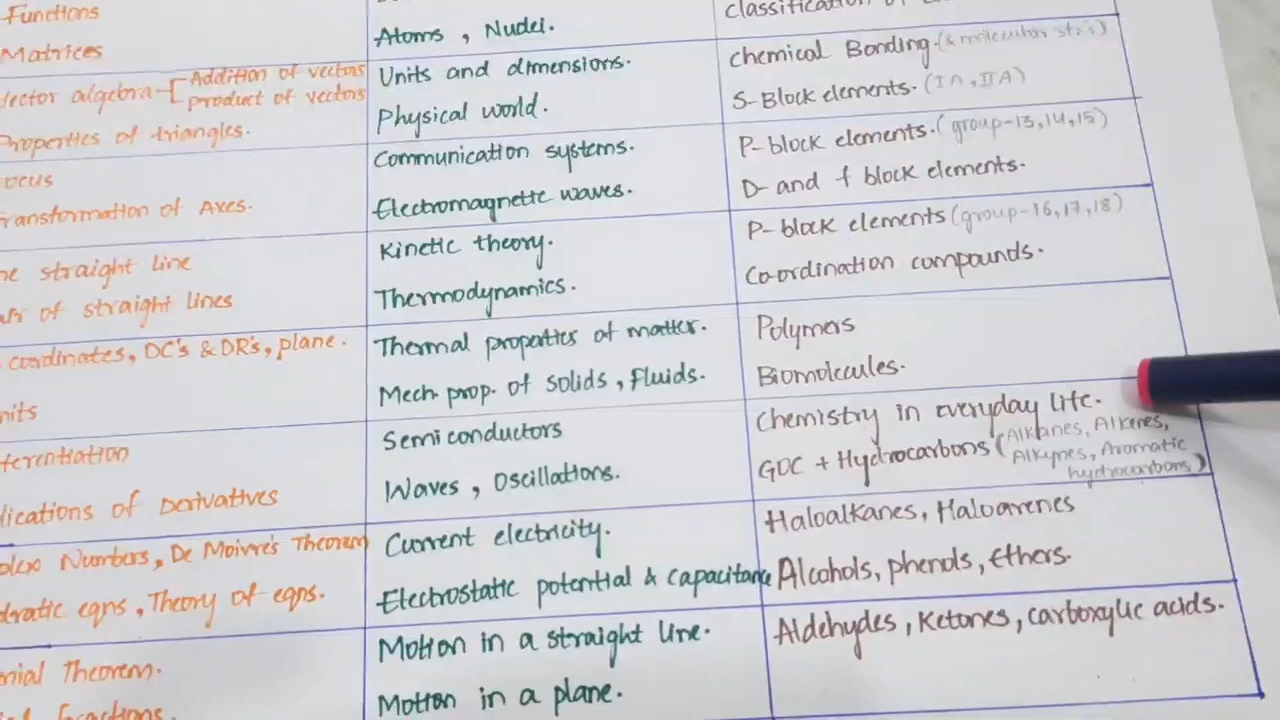 Functions
Matrices
vector algebra - [ Addition of vectors
product of vectors
Properties of triangles.
Locus
Transformation of Axes.
straight line
of straight lines
coordinates, DC's & DR's, plane.
Applications of Derivatives
Numbers, De Moivre's Theorem
eqns, Theory of eqns.
Theorem.
Atoms, Nuclei.
Units and dimensions.
Physical world.
Communication systems.
Electromagnetic waves.
Kinetic theory.
Thermodynamics.
Thermal properties of matter.
Mech prop. of solids, Fluids.
Semiconductors
Waves, Oscillations.
Current electricity.
Electrostatic potential & capacitance
Motion in a straight line.
Motion in a plane.
classification of
chemical Bonding. (& molecular str)
S-Block elements. (IA, IIA)
P-block elements. (group-13,14,15)
D- and f block elements.
P-block elements (group-16,17,18)
Co-ordination compounds.
Polymers
Biomolecules.
Chemistry in everyday life.
GOC + Hydrocarbons (Alkanes, Alkenes,
Alkynes, Aromatic
hydrocarbons)
Haloalkanes, Haloarenes
Alcohols, phenols, Ethers.
Aldehydes, Ketones, carboxylic acids.